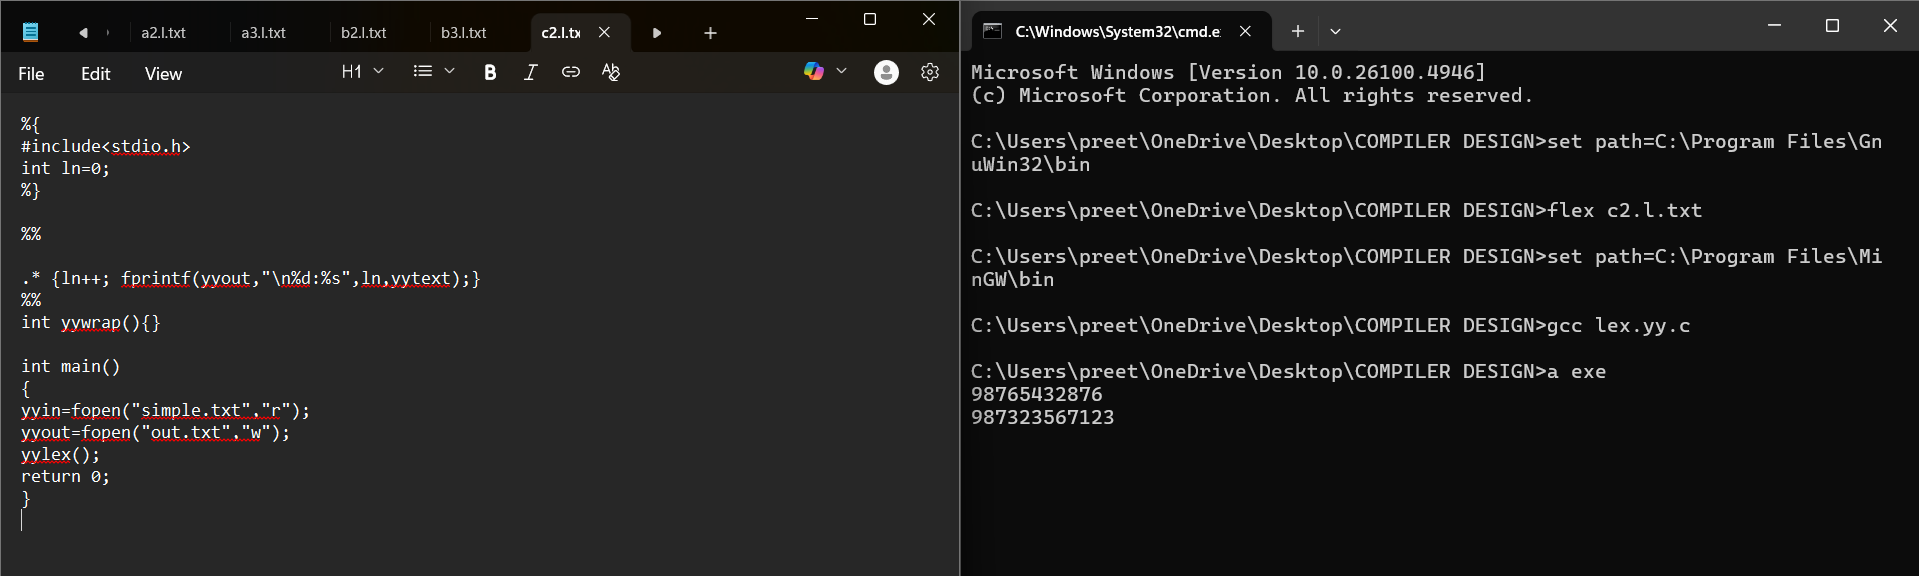 a2.l.txt a3.l.txt b2.l.txt b3.l.txt c2.l.tx
File Edit View H1 B I
%{
#include<stdio.h>
int ln=0;
%}
%%
.* {ln++; fprintf(yyout,"\n%d:%s",ln,yytext);}
%%
int yywrap(){}
int main()
{
yyin=fopen("simple.txt","r");
yyout=fopen("out.txt","w");
yylex();
return 0;
}
C:\Windows\System32\cmd.e
Microsoft Windows [Version 10.0.26100.4946]
(c) Microsoft Corporation. All rights reserved.
C:\Users\preet\OneDrive\Desktop\COMPILER DESIGN>set path=C:\Program Files\Gn
uWin32\bin
C:\Users\preet\OneDrive\Desktop\COMPILER DESIGN>flex c2.l.txt
C:\Users\preet\OneDrive\Desktop\COMPILER DESIGN>set path=C:\Program Files\Mi
nGW\bin
C:\Users\preet\OneDrive\Desktop\COMPILER DESIGN>gcc lex.yy.c
C:\Users\preet\OneDrive\Desktop\COMPILER DESIGN>a exe
98765432876
987323567123